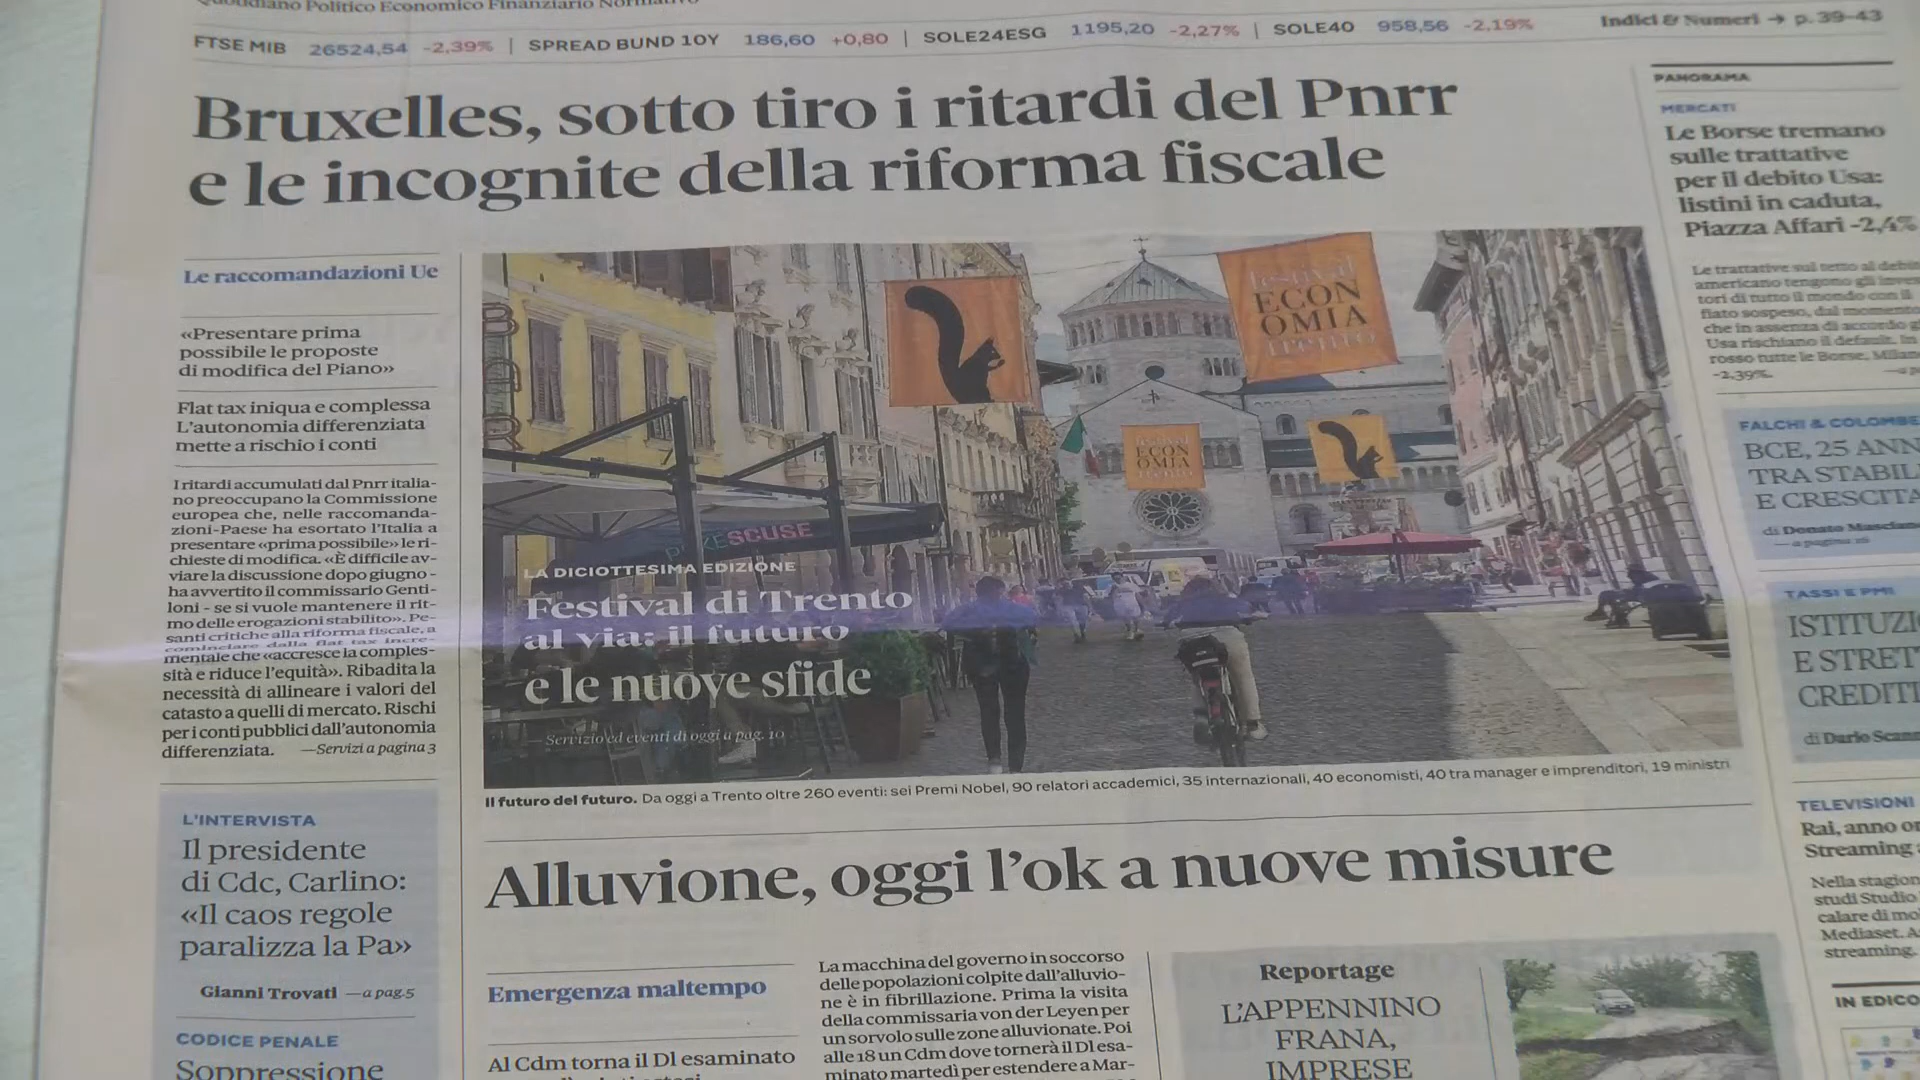 Quotidiano Politico Economico Finanziario Normativo
FTSE MIB 26524,54 -2,39% | SPREAD BUND 10Y 186,60 +0,80 | SOLE24ESG 1195,20 -2,27% | SOLE40 958,56 -2,19%
Indici & Numeri → p. 39-43
Bruxelles, sotto tiro i ritardi del Pnrr
e le incognite della riforma fiscale
Le raccomandazioni Ue
«Presentare prima
possibile le proposte
di modifica del Piano»
Flat tax iniqua e complessa
L'autonomia differenziata
mette a rischio i conti
I ritardi accumulati dal Pnrr italia-
no preoccupano la Commissione
europea che, nelle raccomanda-
zioni-Paese ha esortato l'Italia a
presentare «prima possibile» le ri-
chieste di modifica. «È difficile av-
viare la discussione dopo giugno -
ha avvertito il commissario Genti-
loni - se si vuole mantenere il rit-
mo delle erogazioni stabilito». Pe-
santi critiche alla riforma fiscale, a
cominciare dalla flat tax incre-
mentale che «accresce la comples-
sità e riduce l'equità». Ribadita la
necessità di allineare i valori del
catasto a quelli di mercato. Rischi
per i conti pubblici dall'autonomia
differenziata. —Servizi a pagina 3
BAR
festival
ECON
OMIA
TRENTO
festival
ECON
OMIA
ESCUSE
LA DICIOTTESIMA EDIZIONE
Festival di Trento
al via: il futuro
e le nuove sfide
— Servizio ed eventi di oggi a pag. 10
Il futuro del futuro. Da oggi a Trento oltre 260 eventi: sei Premi Nobel, 90 relatori accademici, 35 internazionali, 40 economisti, 40 tra manager e imprenditori, 19 ministri
L'INTERVISTA
Il presidente
di Cdc, Carlino:
«Il caos regole
paralizza la Pa»
Gianni Trovati —a pag.5
CODICE PENALE
Soppressione
Alluvione, oggi l'ok a nuove misure
Emergenza maltempo
Al Cdm torna il Dl esaminato
La macchina del governo in soccorso
delle popolazioni colpite dall'alluvio-
ne è in fibrillazione. Prima la visita
della commissaria von der Leyen per
un sorvolo sulle zone alluvionate. Poi
alle 18 un Cdm dove tornerà il Dl esa-
minato martedì per estendere a Mar-
Reportage
L'APPENNINO
FRANA,
IMPRESE
PANORAMA
MERCATI
Le Borse tremano
sulle trattative
per il debito Usa:
listini in caduta,
Piazza Affari -2,4%
Le trattative sul tetto al debito
americano tengono gli inves
tori di tutto il mondo con il
fiato sospeso, dal momento
che in assenza di accordo g
Usa rischiano il default. In
rosso tutte le Borse, Milano
-2,39%.
FALCHI & COLOMBE
BCE, 25 ANN
TRA STABIL
E CRESCITA
di Donato Mascian
— a pagina 16
TASSI E PMI
ISTITUZI
E STRET
CREDITI
di Dario Scann
TELEVISIONI
Rai, anno or
Streaming a
Nella stagion
studi Studio
calare di mo
Mediaset. A
streaming.
IN EDICO